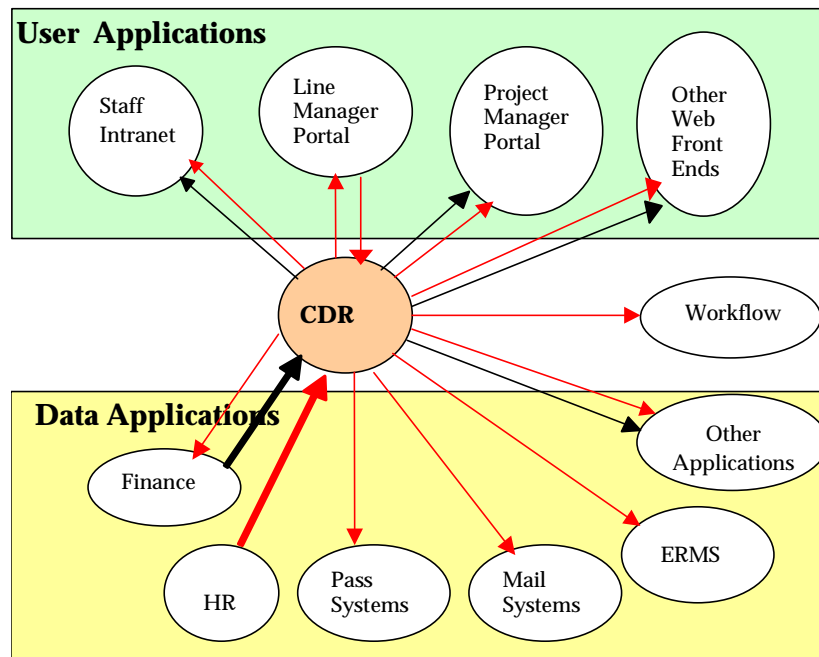 User Applications
Staff
Intranet
Line
Manager
Portal
Project
Manager
Portal
Other
Web
Front
Ends
CDR
Workflow
Data Applications
Finance
Other
Applications
HR
Pass
Systems
Mail
Systems
ERMS